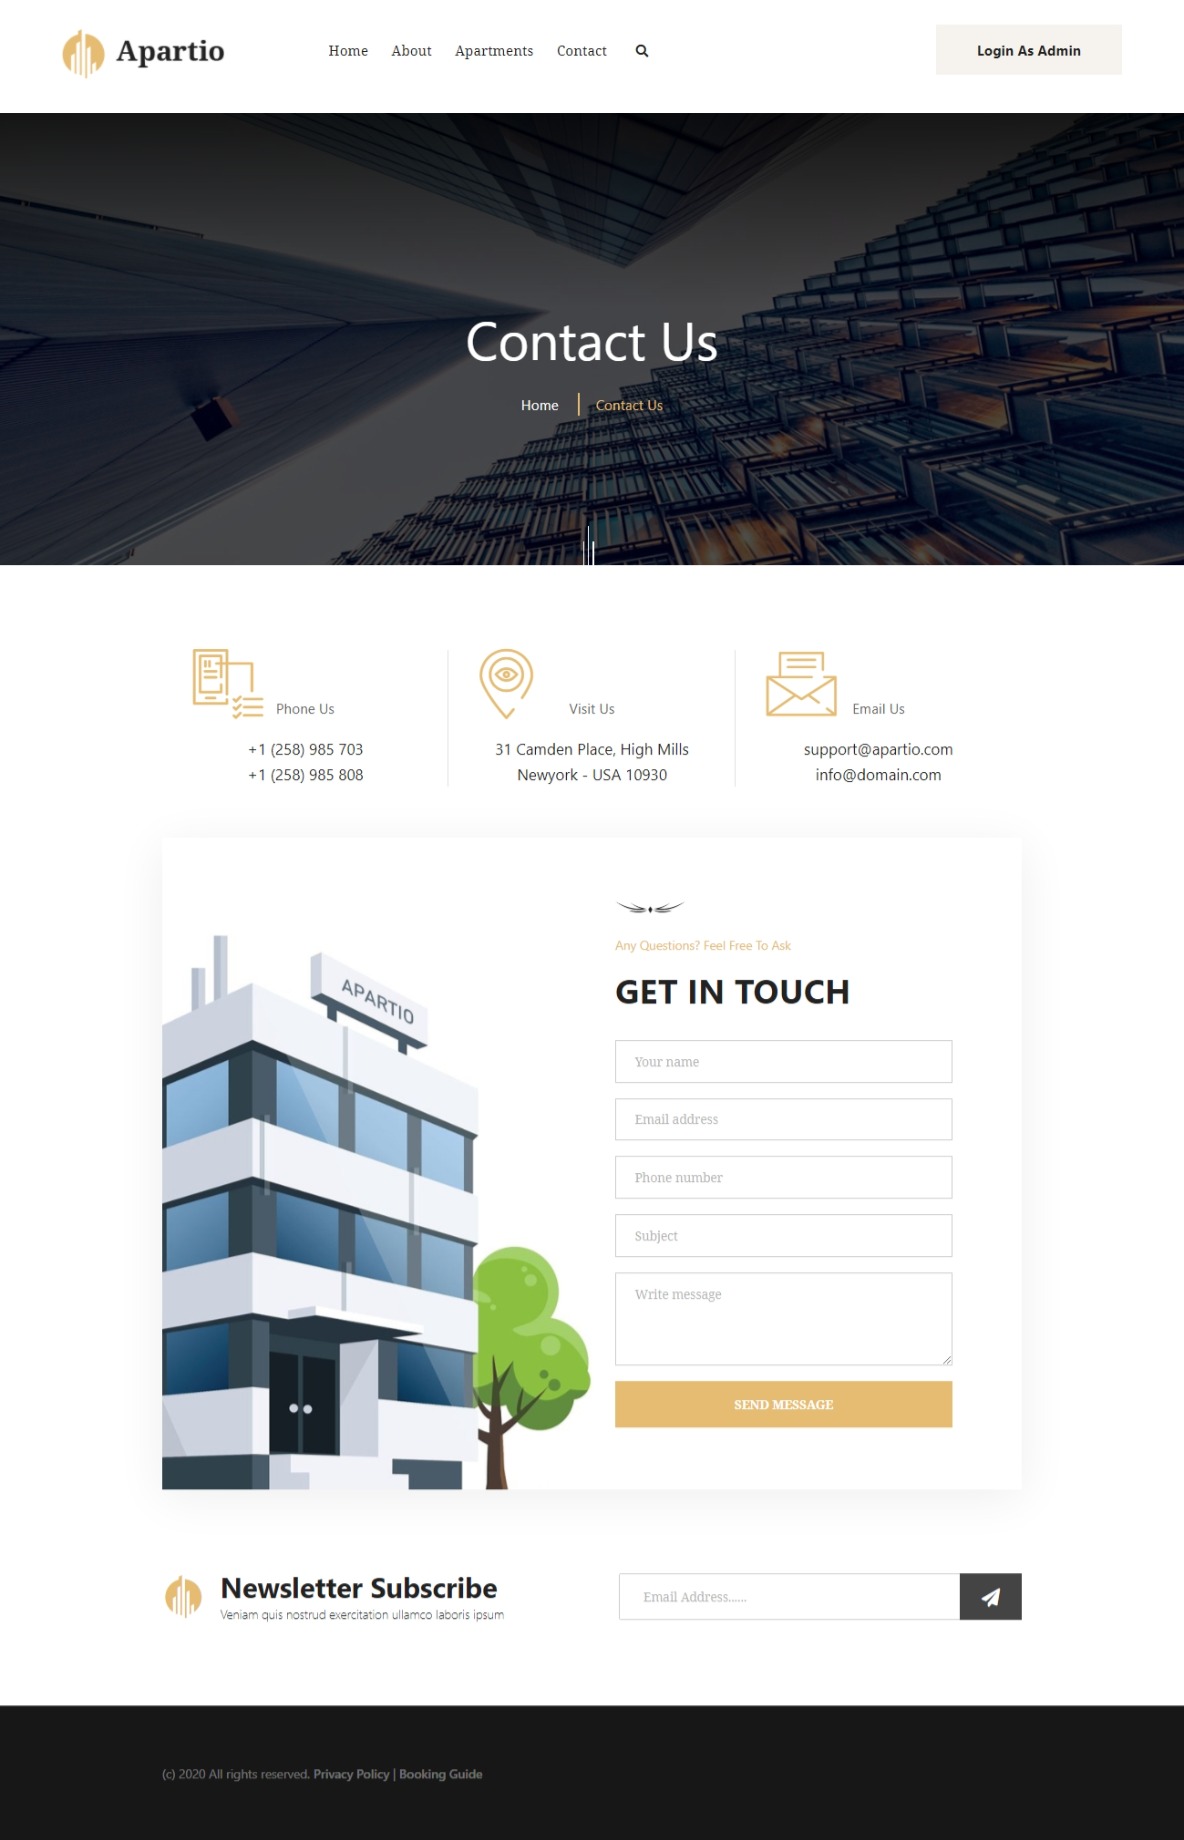 Apartio
Home About Apartments Contact
Login As Admin
Contact Us
Home Contact Us
Phone Us
+1 (258) 985 703
+1 (258) 985 808
Visit Us
31 Camden Place, High Mills
Newyork - USA 10930
Email Us
support@apartio.com
info@domain.com
APARTIO
Any Questions? Feel Free To Ask
GET IN TOUCH
Your name
Email address
Phone number
Subject
Write message
SEND MESSAGE
Newsletter Subscribe
Veniam quis nostrud exercitation ullamco laboris ipsum
Email Address......
(c) 2020 All rights reserved. Privacy Policy | Booking Guide